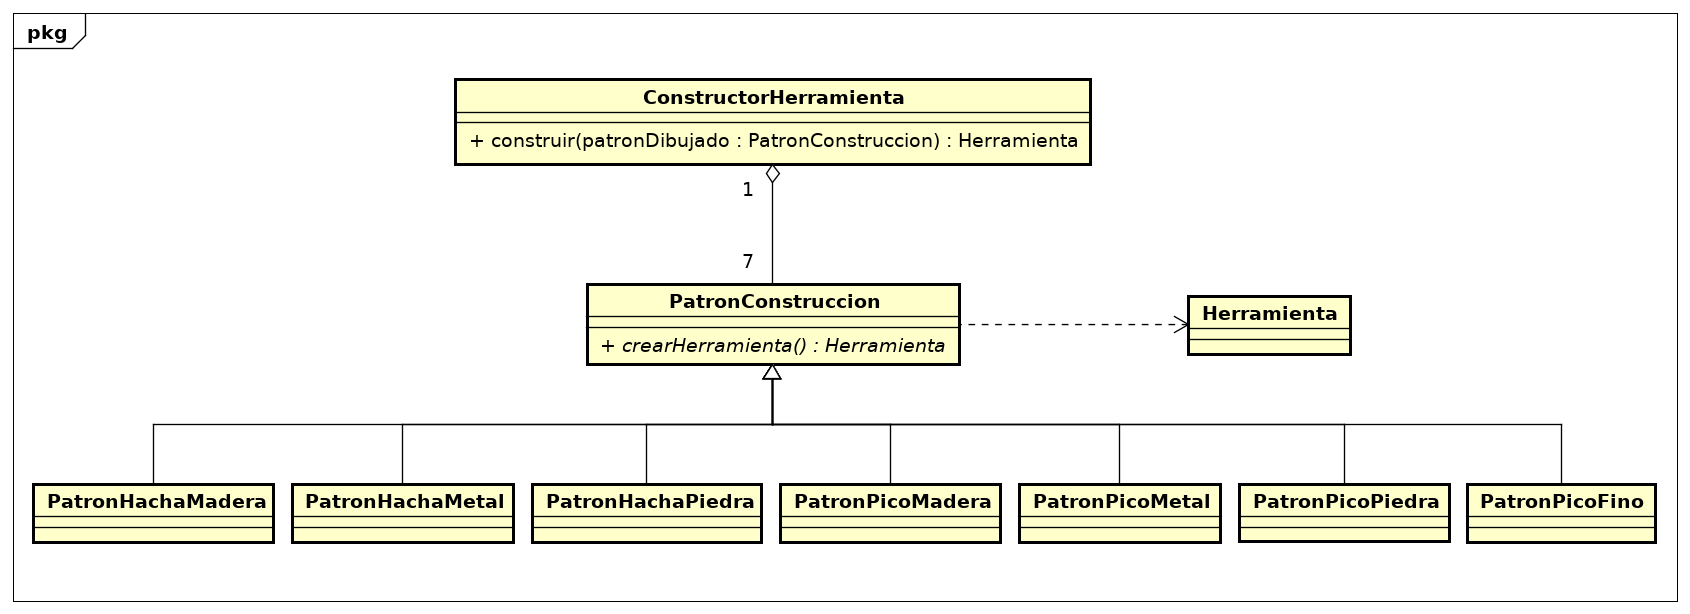 pkg
ConstructorHerramienta
+ construir(patronDibujado : PatronConstruccion) : Herramienta
1
7
PatronConstruccion
+ crearHerramienta() : Herramienta
Herramienta
PatronHachaMadera
PatronHachaMetal
PatronHachaPiedra
PatronPicoMadera
PatronPicoMetal
PatronPicoPiedra
PatronPicoFino